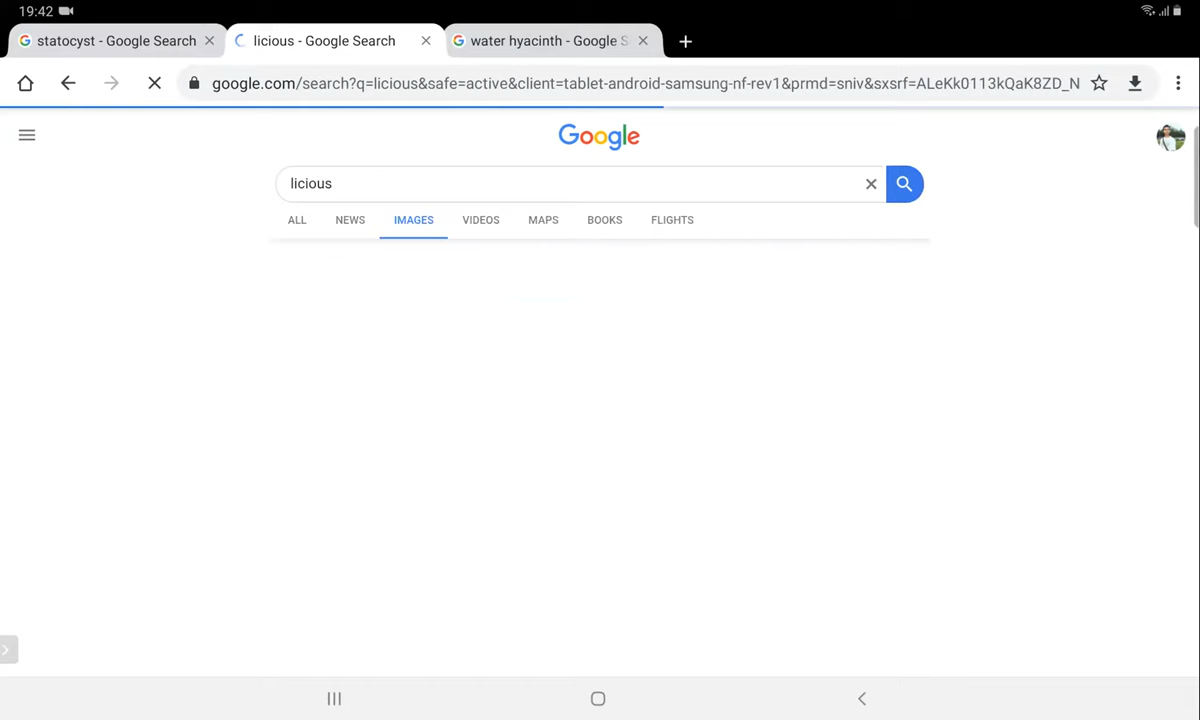 19:42
statocyst - Google Search
licious - Google Search
water hyacinth - Google S
google.com/search?q=licious&safe=active&client=tablet-android-samsung-nf-rev1&prmd=sniv&sxsrf=ALeKk0113kQaK8ZD_N
Google
licious
ALL NEWS IMAGES VIDEOS MAPS BOOKS FLIGHTS